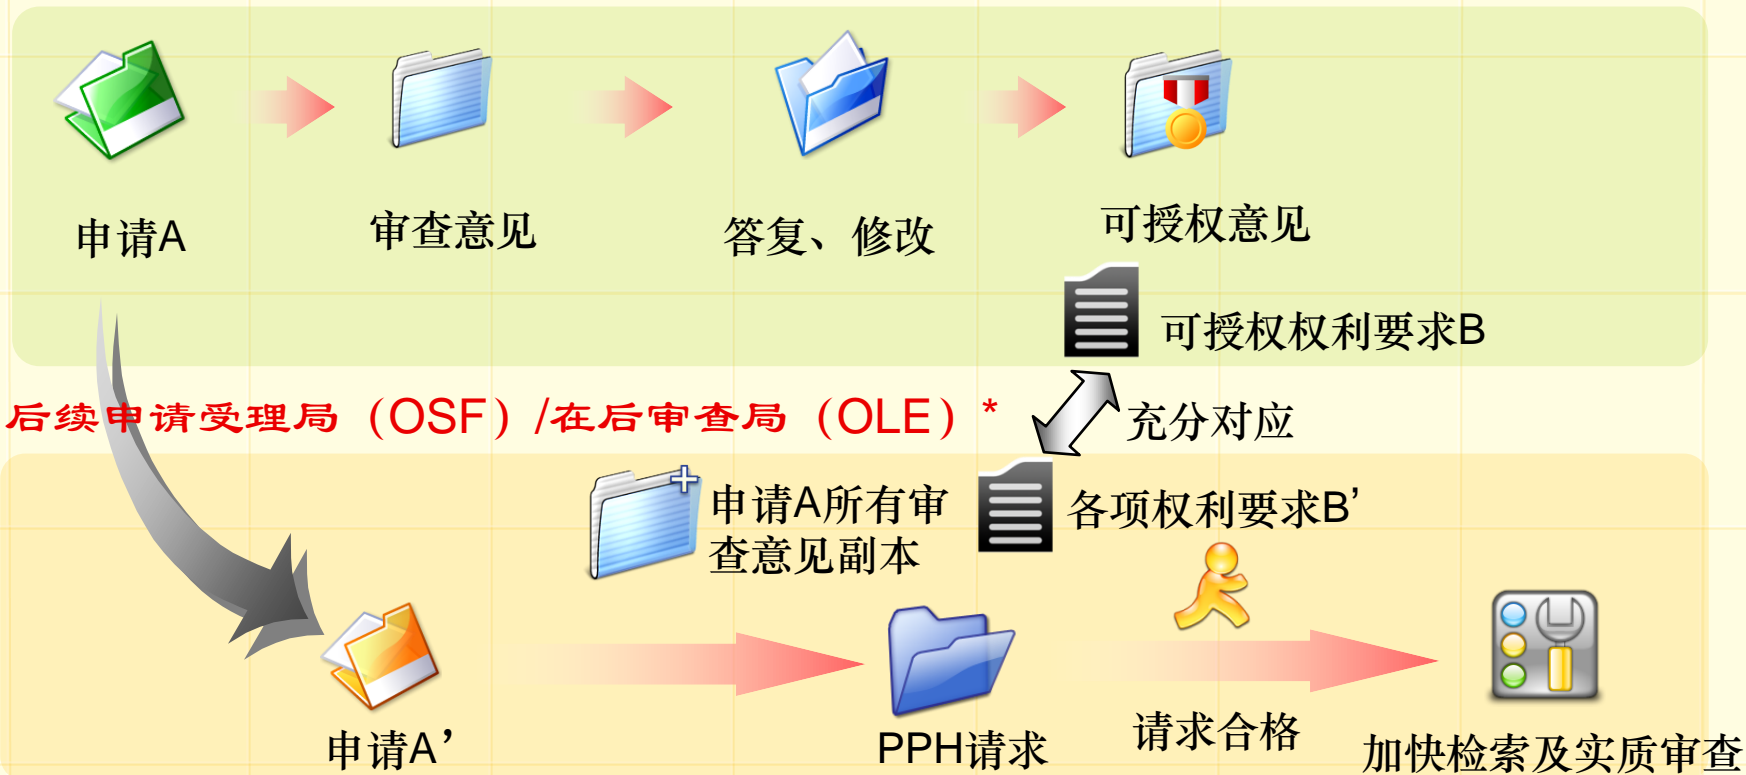 申请A
审查意见
答复、修改
可授权意见
可授权权利要求B
后续申请受理局（OSF）/在后审查局（OLE）*
充分对应
申请A所有审
查意见副本
各项权利要求B’
申请A’
PPH请求
请求合格
加快检索及实质审查